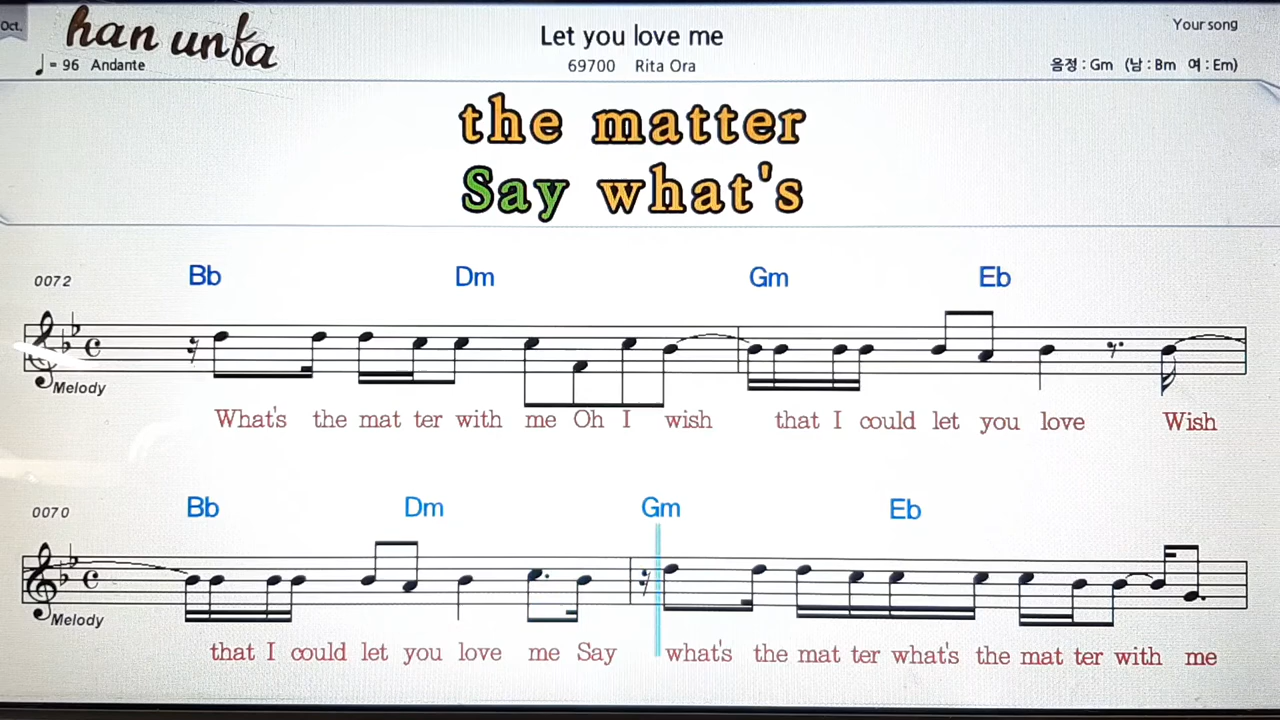 Oct.
han unfa
Let you love me
Your song
♩ = 96 Andante
69700 Rita Ora
음정 : Gm (남 : Bm 여 : Em)
the matter
Say what's
0072
Bb Dm Gm Eb
Melody
What's the mat ter with me Oh I wish that I could let you love Wish
0070
Bb Dm Gm Eb
Melody
that I could let you love me Say what's the mat ter what's the mat ter with me